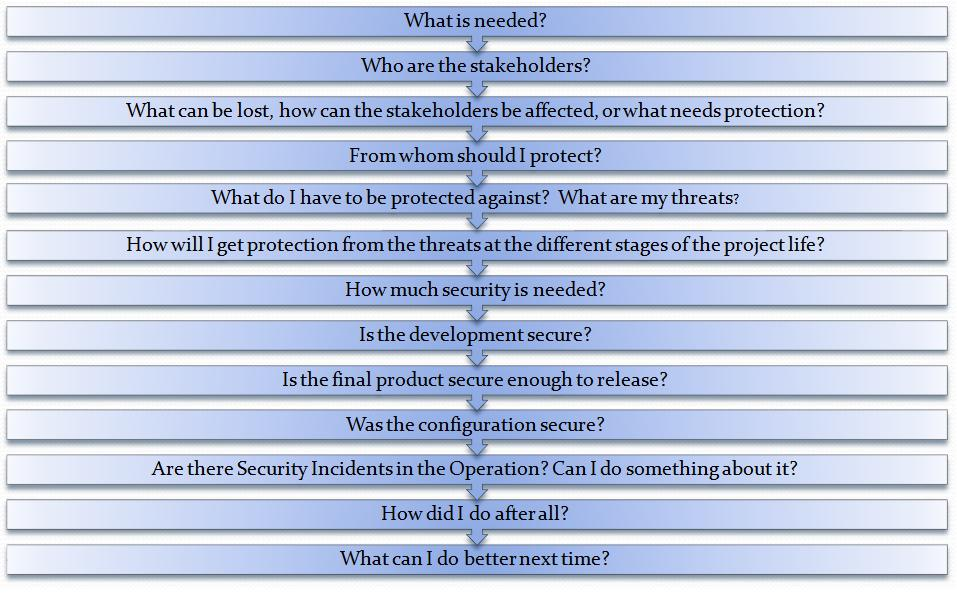 What is needed?
Who are the stakeholders?
What can be lost, how can the stakeholders be affected, or what needs protection?
From whom should I protect?
What do I have to be protected against? What are my threats?
How will I get protection from the threats at the different stages of the project life?
How much security is needed?
Is the development secure?
Is the final product secure enough to release?
Was the configuration secure?
Are there Security Incidents in the Operation? Can I do something about it?
How did I do after all?
What can I do better next time?